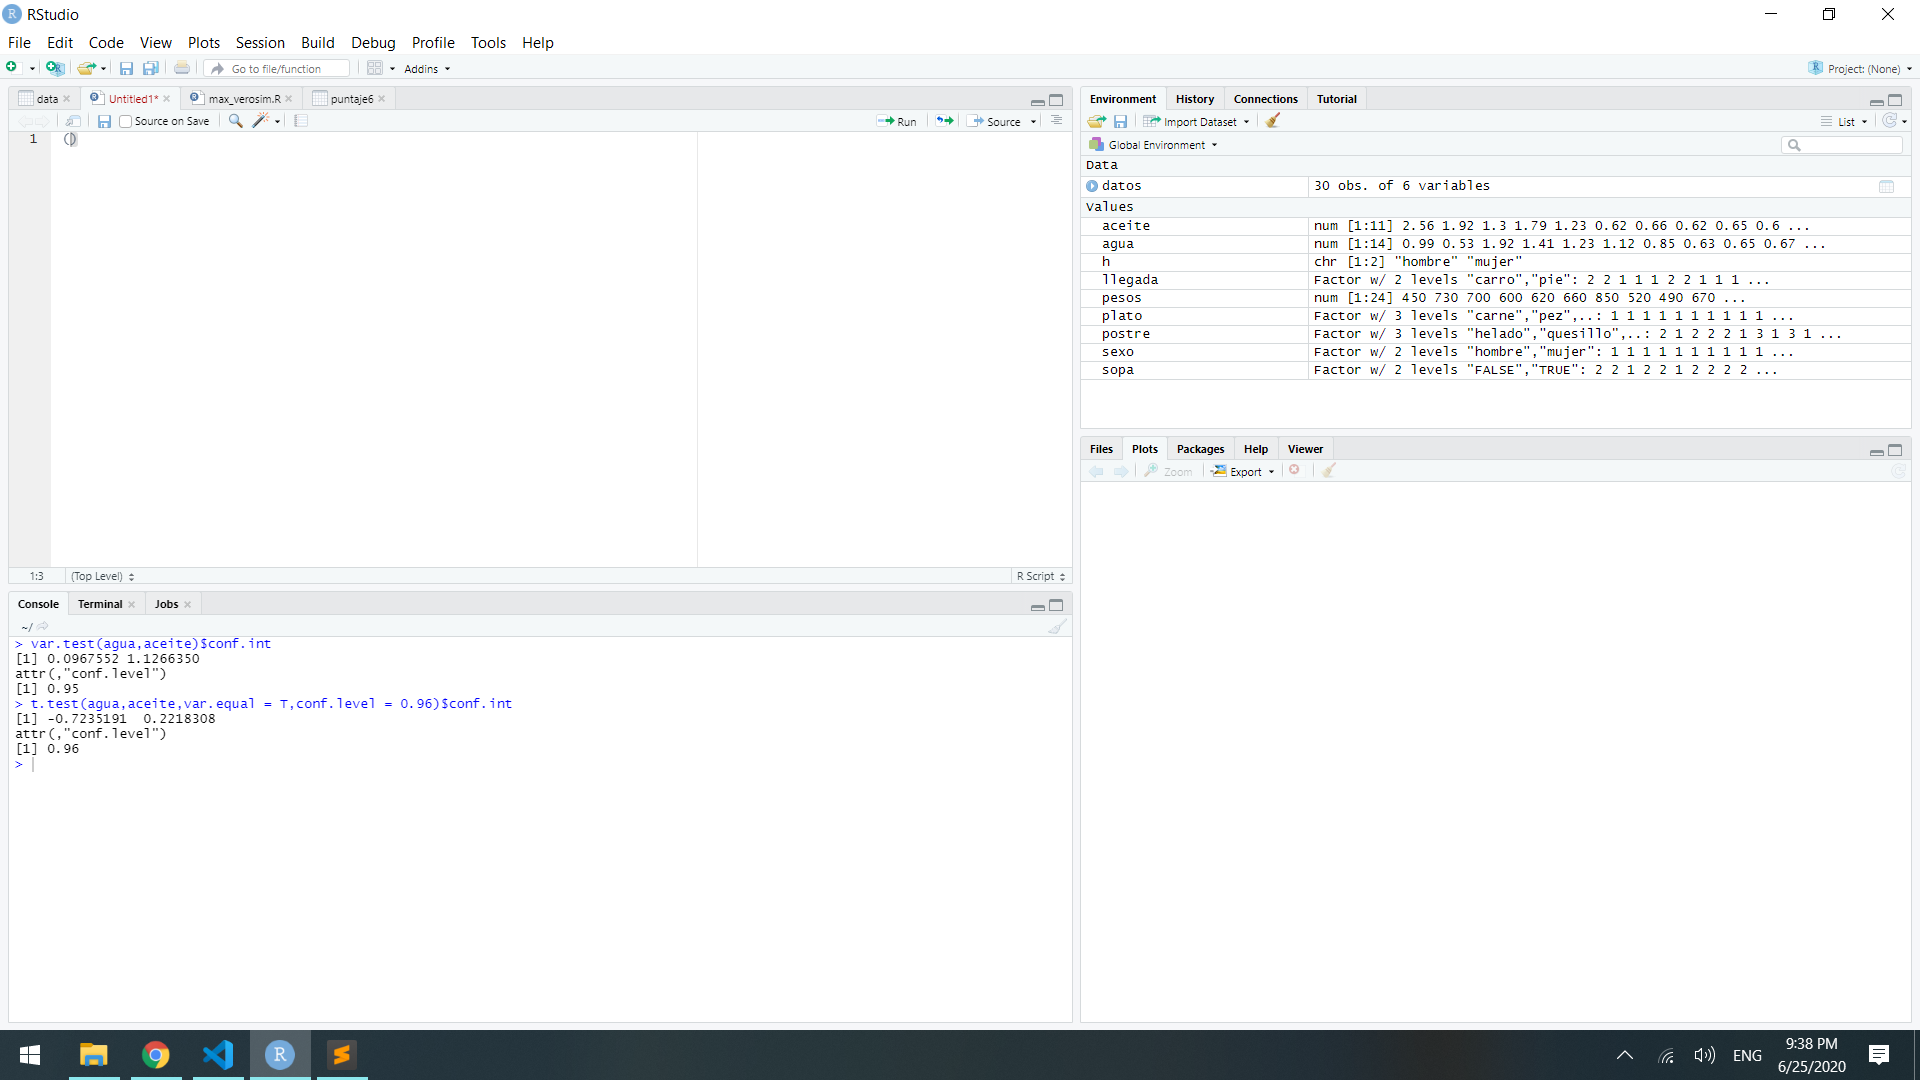 RStudio
File Edit Code View Plots Session Build Debug Profile Tools Help
Go to file/function Addins Project: (None)
data Untitled1* max_verosim.R puntaje6
Source on Save Run Source
1 ()
1:3 (Top Level) R Script
Console Terminal Jobs
~/
> var.test(agua,aceite)$conf.int
[1] 0.0967552 1.1266350
attr(,"conf.level")
[1] 0.95
> t.test(agua,aceite,var.equal = T,conf.level = 0.96)$conf.int
[1] -0.7235191  0.2218308
attr(,"conf.level")
[1] 0.96
>
Environment History Connections Tutorial
Import Dataset List
Global Environment
Data
datos 30 obs. of 6 variables
Values
aceite num [1:11] 2.56 1.92 1.3 1.79 1.23 0.62 0.66 0.62 0.65 0.6 ...
agua num [1:14] 0.99 0.53 1.92 1.41 1.23 1.12 0.85 0.63 0.65 0.67 ...
h chr [1:2] "hombre" "mujer"
llegada Factor w/ 2 levels "carro","pie": 2 2 1 1 1 2 2 1 1 1 ...
pesos num [1:24] 450 730 700 600 620 660 850 520 490 670 ...
plato Factor w/ 3 levels "carne","pez",..: 1 1 1 1 1 1 1 1 1 1 ...
postre Factor w/ 3 levels "helado","quesillo",..: 2 1 2 2 2 1 3 1 3 1 ...
sexo Factor w/ 2 levels "hombre","mujer": 1 1 1 1 1 1 1 1 1 1 ...
sopa Factor w/ 2 levels "FALSE","TRUE": 2 2 1 2 2 1 2 2 2 2 ...
Files Plots Packages Help Viewer
Zoom Export
ENG
9:38 PM
6/25/2020